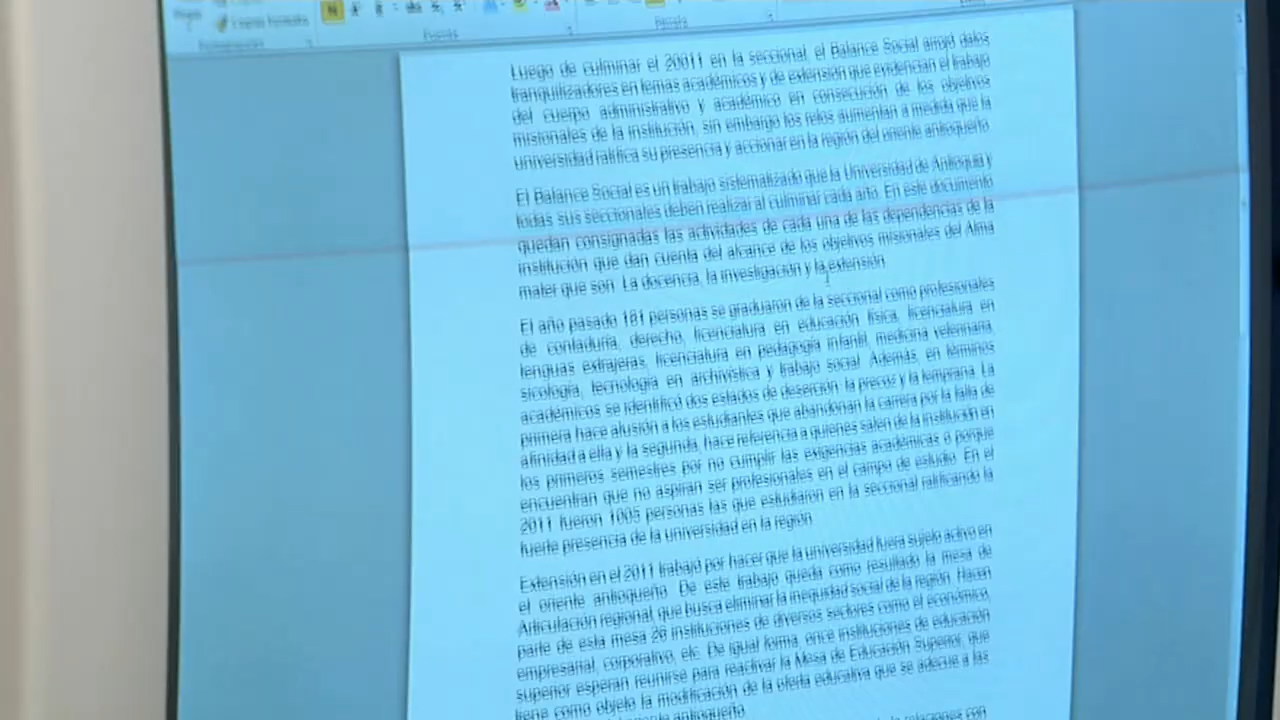 Luego de culminar el 20011 en la seccional, el Balance Social arrojó datos
tranquilizadores en temas académicos y de extensión que evidencian el trabajo
del cuerpo administrativo y académico en consecución de los objetivos
misionales de la institución, sin embargo los retos aumentan a medida que la
universidad ratifica su presencia y accionar en la región del oriente antioqueño.
El Balance Social es un trabajo sistematizado que la Universidad de Antioquia y
todas sus seccionales deben realizar al culminar cada año. En este documento
quedan consignadas las actividades de cada una de las dependencias de la
institución que dan cuenta del alcance de los objetivos misionales del Alma
mater que son: La docencia, la investigación y la extensión.
El año pasado 181 personas se graduaron de la seccional como profesionales
de contaduría, derecho, licenciatura en educación física, licenciatura en
lenguas extrajeras, licenciatura en pedagogía infantil, medicina veterinaria,
sicología, tecnología en archivística y trabajo social. Además, en términos
académicos se identificó dos estados de deserción: la precoz y la temprana. La
primera hace alusión a los estudiantes que abandonan la carrera por la falta de
afinidad a ella y la segunda, hace referencia a quienes salen de la institución en
los primeros semestres por no cumplir las exigencias académicas o porque
encuentran que no aspiran ser profesionales en el campo de estudio. En el
2011 fueron 1005 personas las que estudiaron en la seccional ratificando la
fuerte presencia de la universidad en la región.
Extensión en el 2011 trabajó por hacer que la universidad fuera sujeto activo en
el oriente antioqueño. De este trabajo queda como resultado la mesa de
Articulación regional, que busca eliminar la inequidad social de la región. Hacen
parte de esta mesa 26 instituciones de diversos sectores como el económico,
empresarial, corporativo, etc. De igual forma, once instituciones de educación
superior esperan reunirse para reactivar la Mesa de Educación Superior, que
tiene como objeto la modificación de la oferta educativa que se adecue a las
antioqueño.
relaciones con